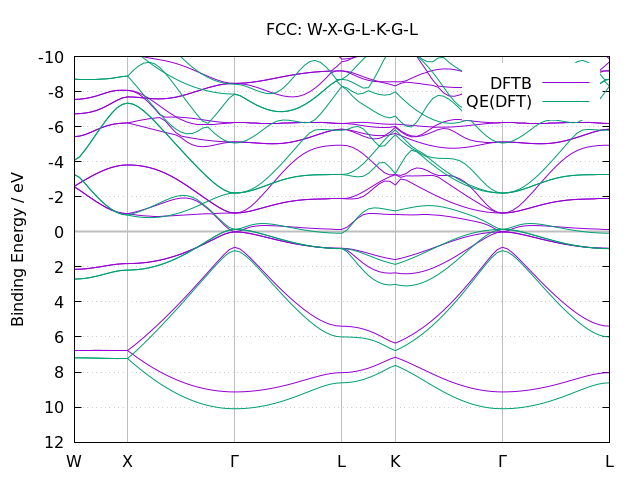 FCC: W-X-G-L-K-G-L
DFTB
QE(DFT)
Binding Energy / eV
-10
-8
-6
-4
-2
0
2
4
6
8
10
12
W X Γ L K Γ L